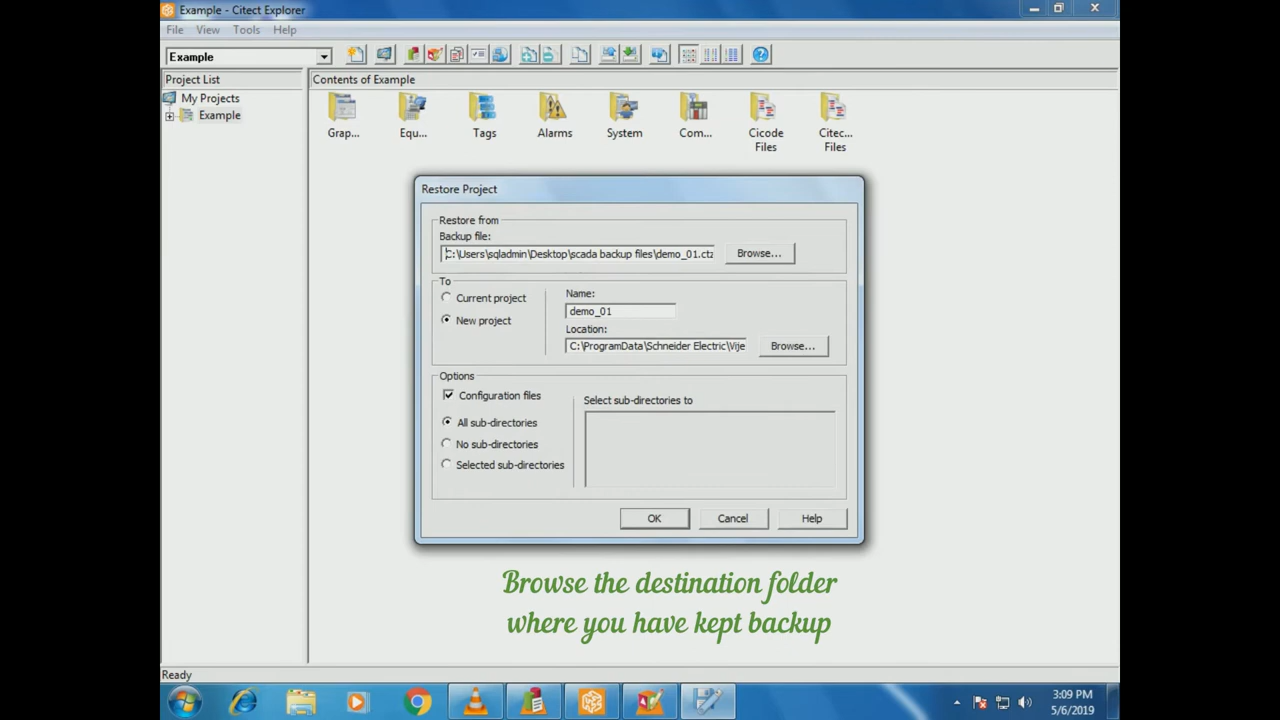 Example - Citect Explorer
File View Tools Help
Example
Project List
Contents of Example
My Projects
Example
Grap...
Equ...
Tags
Alarms
System
Com...
Cicode
Files
Citec...
Files
Restore Project
Restore from
Backup file:
C:\Users\sqladmin\Desktop\scada backup files\demo_01.ctz
Browse...
To
Current project
New project
Name:
demo_01
Location:
C:\ProgramData\Schneider Electric\Vije
Browse...
Options
Configuration files
All sub-directories
No sub-directories
Selected sub-directories
Select sub-directories to
OK
Cancel
Help
Browse the destination folder
where you have kept backup
Ready
3:09 PM
5/6/2019